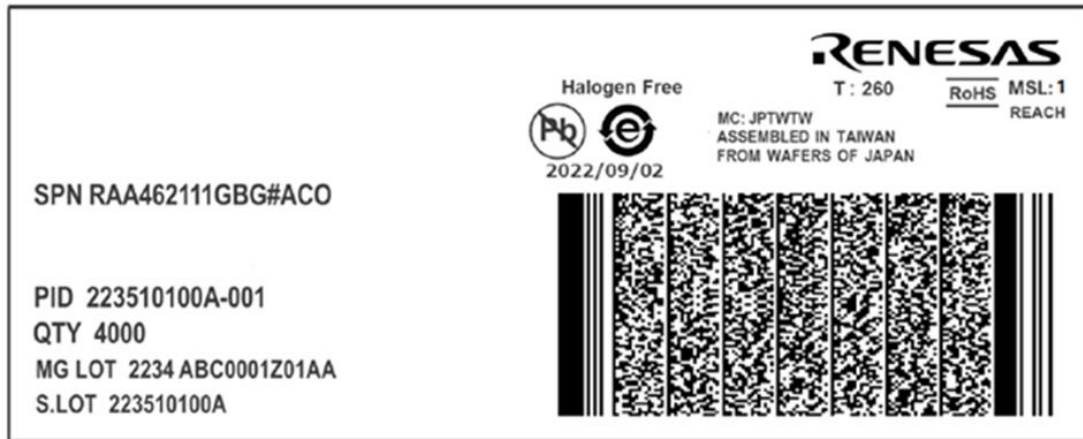 RENESAS
Halogen Free
T : 260
RoHS MSL: 1
REACH
Pb
e
MC: JPTWTW
ASSEMBLED IN TAIWAN
FROM WAFERS OF JAPAN
2022/09/02
SPN RAA462111GBG#ACO
PID 223510100A-001
QTY 4000
MG LOT 2234 ABC0001Z01AA
S.LOT 223510100A